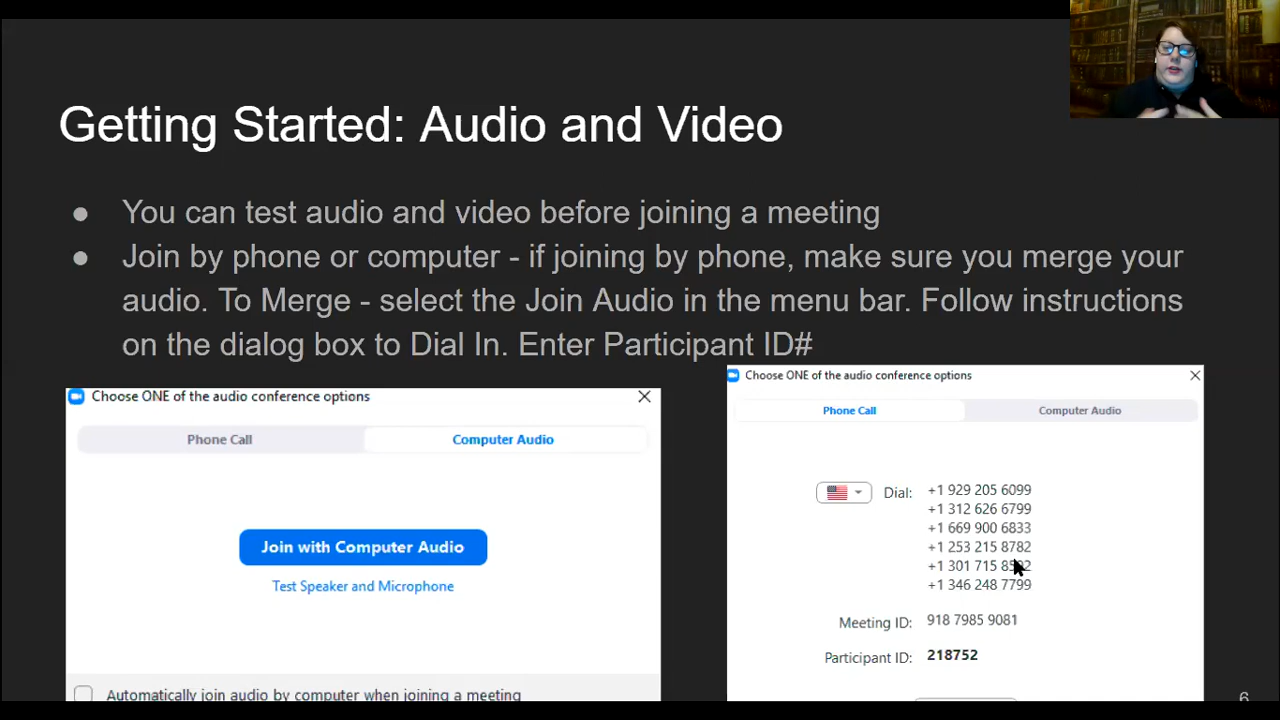 Getting Started: Audio and Video
● You can test audio and video before joining a meeting
● Join by phone or computer - if joining by phone, make sure you merge your
audio. To Merge - select the Join Audio in the menu bar. Follow instructions
on the dialog box to Dial In. Enter Participant ID#
Choose ONE of the audio conference options
Phone Call
Computer Audio
Join with Computer Audio
Test Speaker and Microphone
Automatically join audio by computer when joining a meeting
Choose ONE of the audio conference options
Phone Call
Computer Audio
Dial: +1 929 205 6099
+1 312 626 6799
+1 669 900 6833
+1 253 215 8782
+1 301 715
+1 346 248 7799
Meeting ID: 918 7985 9081
Participant ID: 218752
6